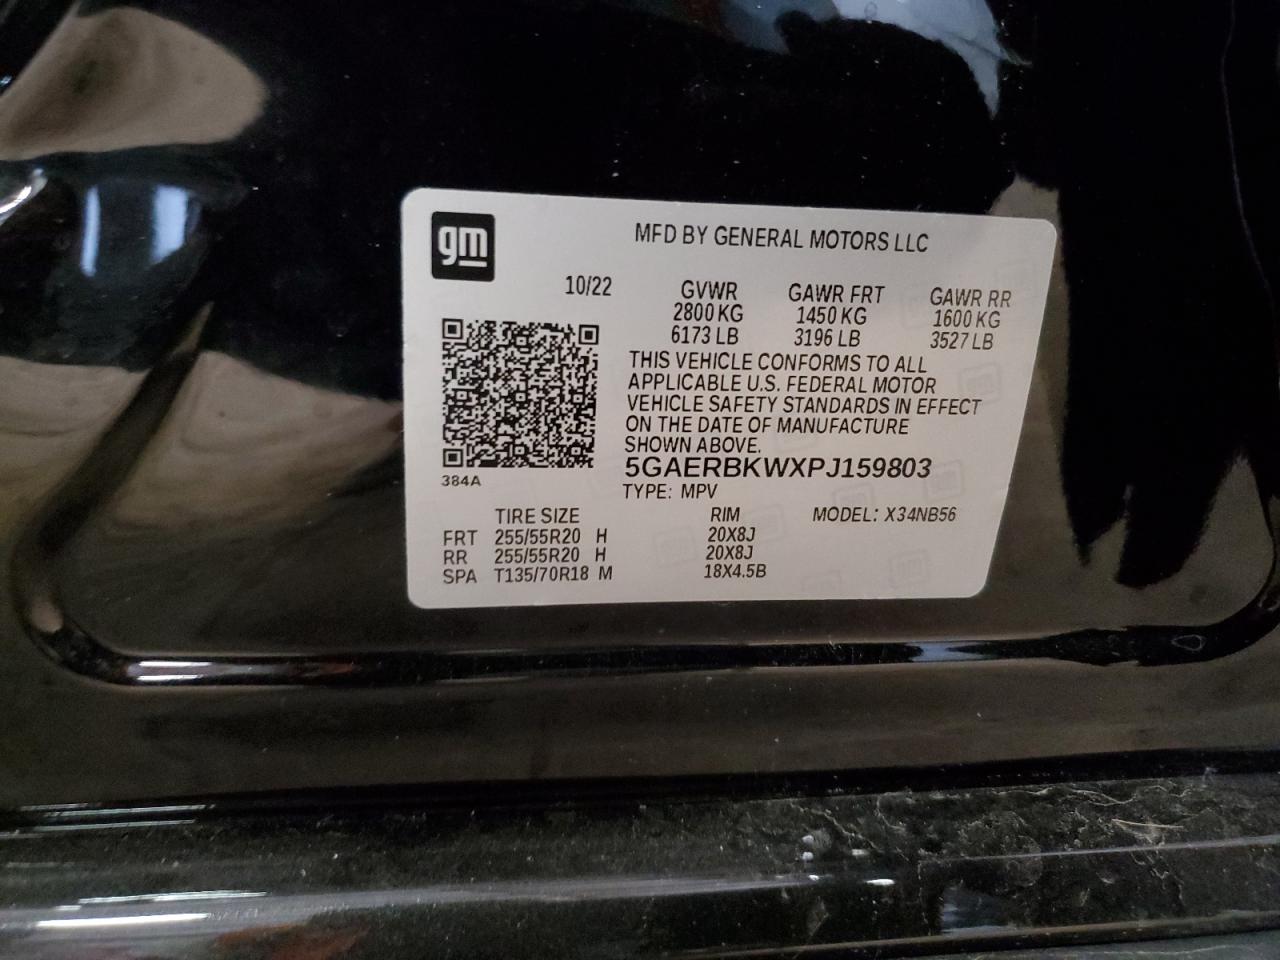 gm
MFD BY GENERAL MOTORS LLC
10/22 GVWR GAWR FRT GAWR RR
2800 KG 1450 KG 1600 KG
6173 LB 3196 LB 3527 LB
THIS VEHICLE CONFORMS TO ALL
APPLICABLE U.S. FEDERAL MOTOR
VEHICLE SAFETY STANDARDS IN EFFECT
ON THE DATE OF MANUFACTURE
SHOWN ABOVE.
5GAERBKWXPJ159803
384A
TYPE: MPV
TIRE SIZE RIM MODEL: X34NB56
FRT 255/55R20 H 20X8J
RR 255/55R20 H 20X8J
SPA T135/70R18 M 18X4.5B